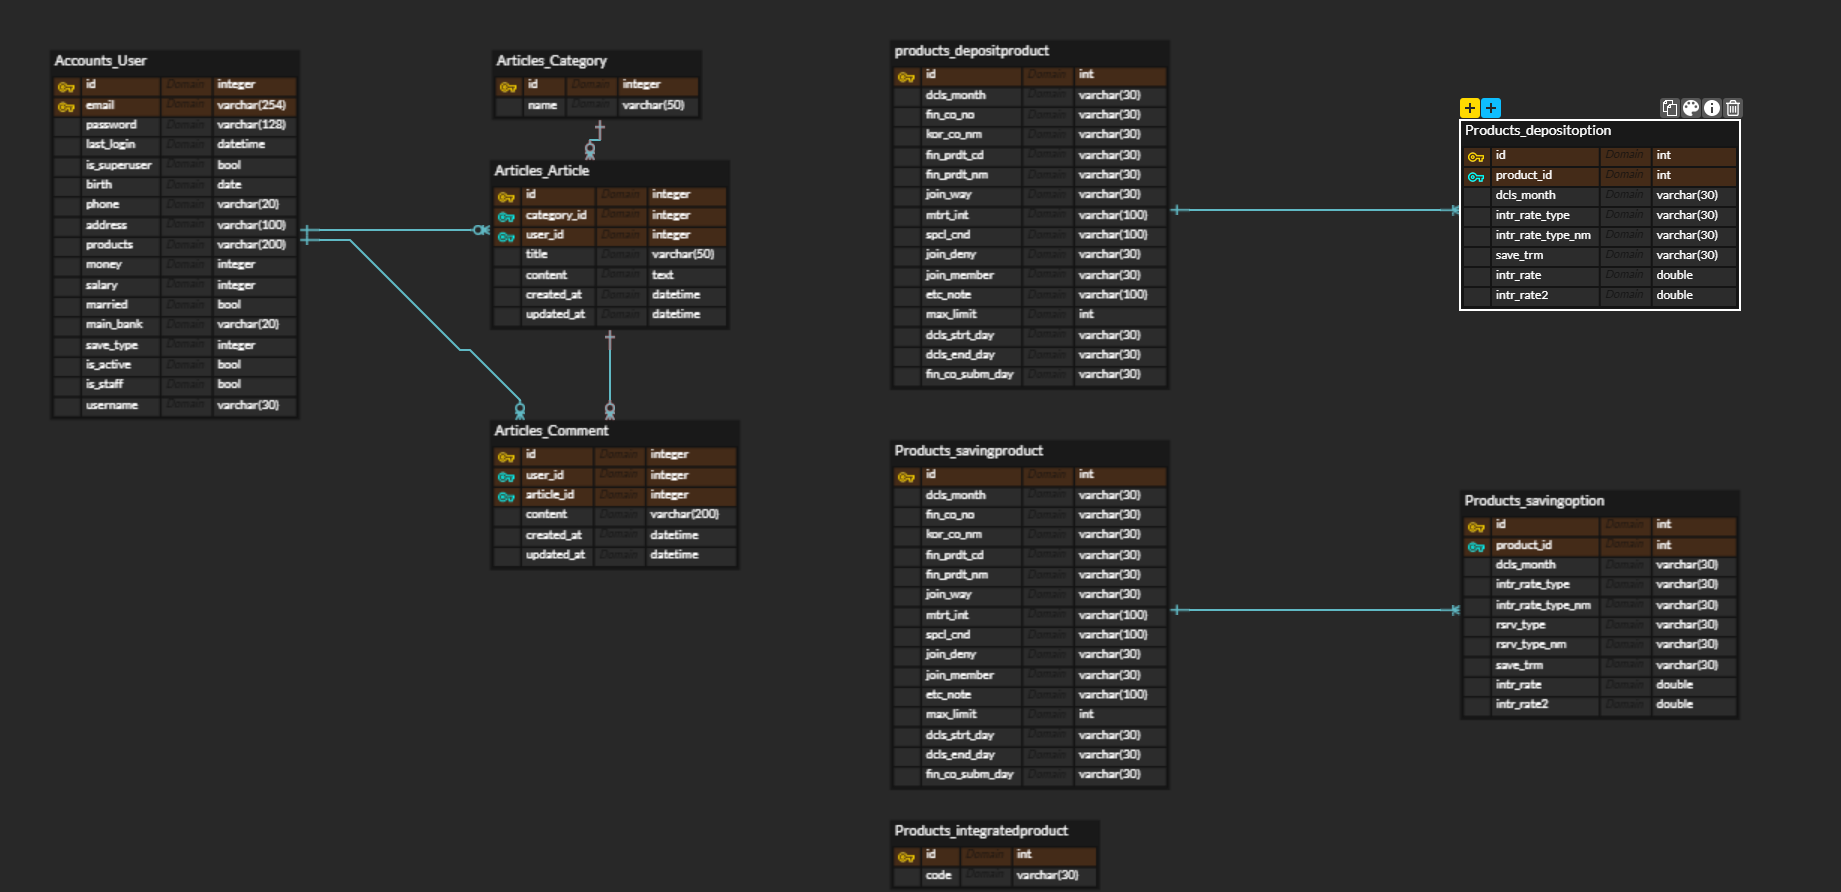 Accounts_User
id Domain integer
email Domain varchar(254)
password Domain varchar(128)
last_login Domain datetime
is_superuser Domain bool
birth Domain date
phone Domain varchar(20)
address Domain varchar(100)
products Domain varchar(200)
money Domain integer
salary Domain integer
married Domain bool
main_bank Domain varchar(20)
save_type Domain integer
is_active Domain bool
is_staff Domain bool
username Domain varchar(30)
Articles_Category
id Domain integer
name Domain varchar(50)
Articles_Article
id Domain integer
category_id Domain integer
user_id Domain integer
title Domain varchar(50)
content Domain text
created_at Domain datetime
updated_at Domain datetime
Articles_Comment
id Domain integer
user_id Domain integer
article_id Domain integer
content Domain varchar(200)
created_at Domain datetime
updated_at Domain datetime
products_depositproduct
id Domain int
dcls_month Domain varchar(30)
fin_co_no Domain varchar(30)
kor_co_nm Domain varchar(30)
fin_prdt_cd Domain varchar(30)
fin_prdt_nm Domain varchar(30)
join_way Domain varchar(30)
mtrt_int Domain varchar(100)
spcl_cnd Domain varchar(100)
join_deny Domain varchar(30)
join_member Domain varchar(30)
etc_note Domain varchar(100)
max_limit Domain int
dcls_strt_day Domain varchar(30)
dcls_end_day Domain varchar(30)
fin_co_subm_day Domain varchar(30)
Products_depositoption
id Domain int
product_id Domain int
dcls_month Domain varchar(30)
intr_rate_type Domain varchar(30)
intr_rate_type_nm Domain varchar(30)
save_trm Domain varchar(30)
intr_rate Domain double
intr_rate2 Domain double
Products_savingproduct
id Domain int
dcls_month Domain varchar(30)
fin_co_no Domain varchar(30)
kor_co_nm Domain varchar(30)
fin_prdt_cd Domain varchar(30)
fin_prdt_nm Domain varchar(30)
join_way Domain varchar(30)
mtrt_int Domain varchar(100)
spcl_cnd Domain varchar(100)
join_deny Domain varchar(30)
join_member Domain varchar(30)
etc_note Domain varchar(100)
max_limit Domain int
dcls_strt_day Domain varchar(30)
dcls_end_day Domain varchar(30)
fin_co_subm_day Domain varchar(30)
Products_savingoption
id Domain int
product_id Domain int
dcls_month Domain varchar(30)
intr_rate_type Domain varchar(30)
intr_rate_type_nm Domain varchar(30)
rsrv_type Domain varchar(30)
rsrv_type_nm Domain varchar(30)
save_trm Domain varchar(30)
intr_rate Domain double
intr_rate2 Domain double
Products_integratedproduct
id Domain int
code Domain varchar(30)